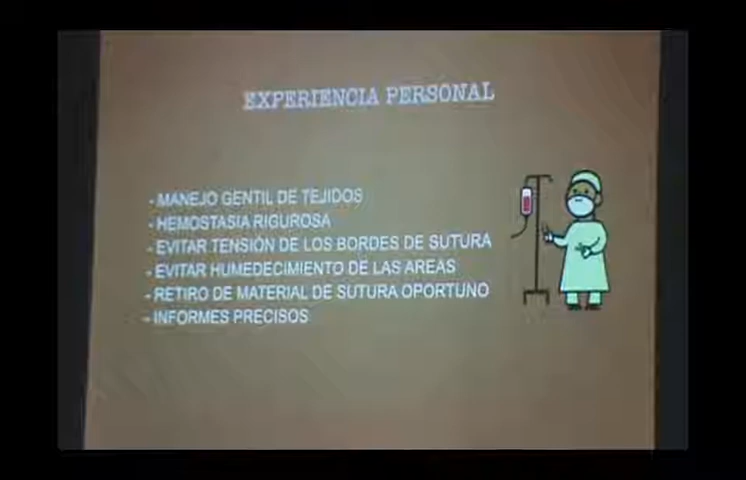 EXPERIENCIA PERSONAL
- MANEJO GENTIL DE TEJIDOS
- HEMOSTASIA RIGUROSA
- EVITAR TENSIÓN DE LOS BORDES DE SUTURA
- EVITAR HUMEDECIMIENTO DE LAS AREAS
- RETIRO DE MATERIAL DE SUTURA OPORTUNO
- INFORMES PRECISOS